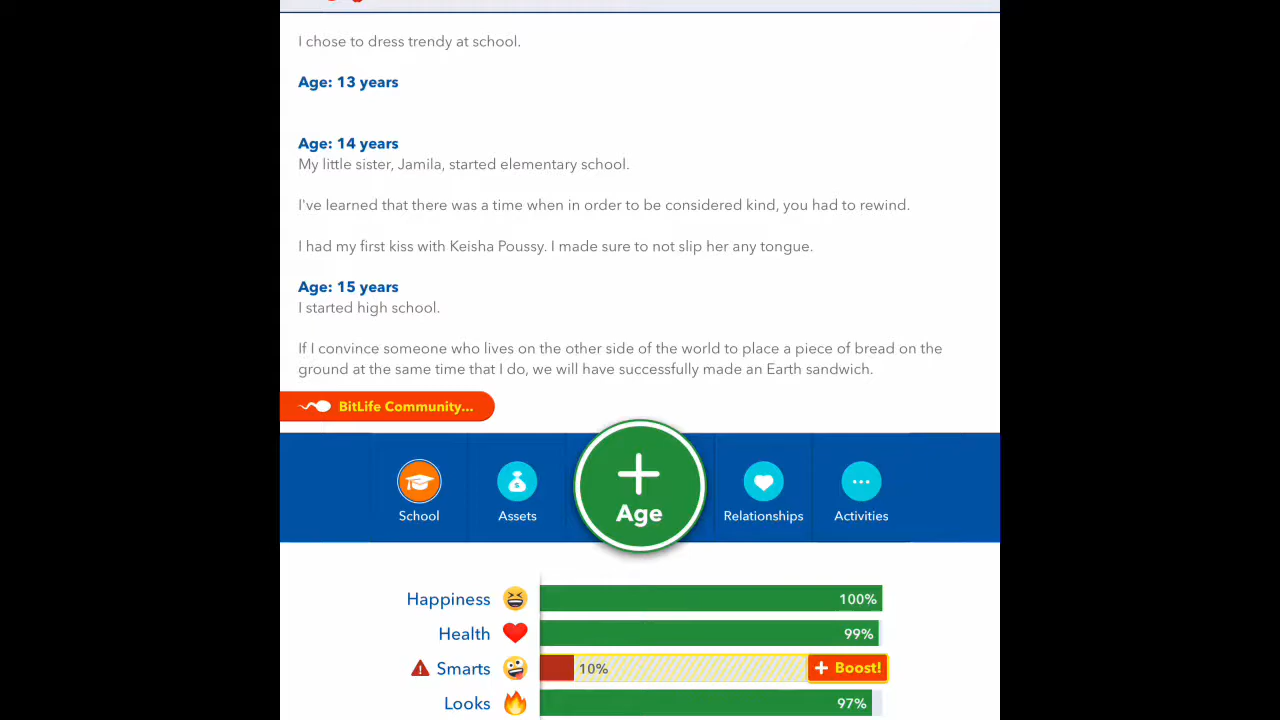 I chose to dress trendy at school.
Age: 13 years
Age: 14 years
My little sister, Jamila, started elementary school.
I've learned that there was a time when in order to be considered kind, you had to rewind.
I had my first kiss with Keisha Poussy. I made sure to not slip her any tongue.
Age: 15 years
I started high school.
If I convince someone who lives on the other side of the world to place a piece of bread on the
ground at the same time that I do, we will have successfully made an Earth sandwich.
BitLife Community...
School
Assets
Age
Relationships
Activities
Happiness 100%
Health 99%
Smarts 10% + Boost!
Looks 97%